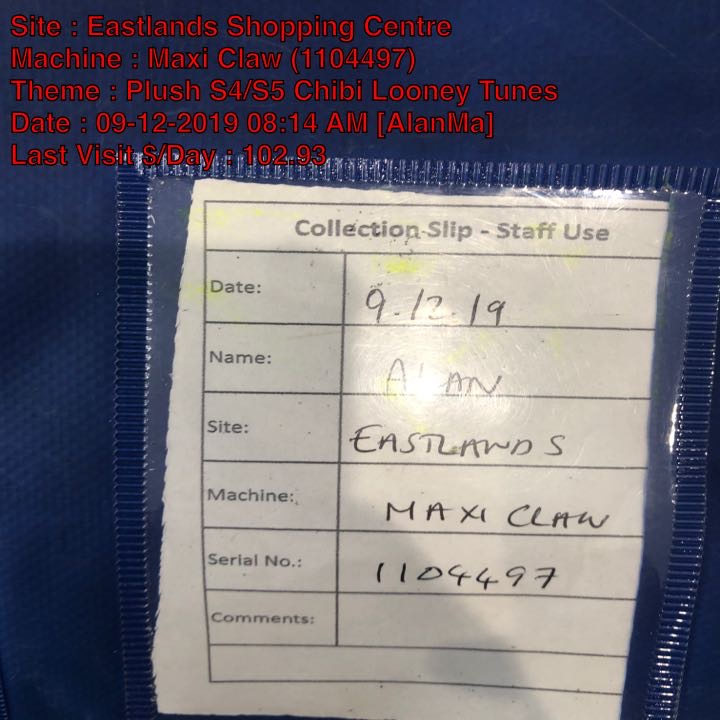 Site : Eastlands Shopping Centre
Machine : Maxi Claw (1104497)
Theme : Plush S4/S5 Chibi Looney Tunes
Date : 09-12-2019 08:14 AM [AlanMa]
Last Visit $/Day : 102.93
Collection Slip - Staff Use
Date: 9.12.19
Name: ALAN
Site: EASTLANDS
Machine: MAXI CLAW
Serial No.: 1104497
Comments: